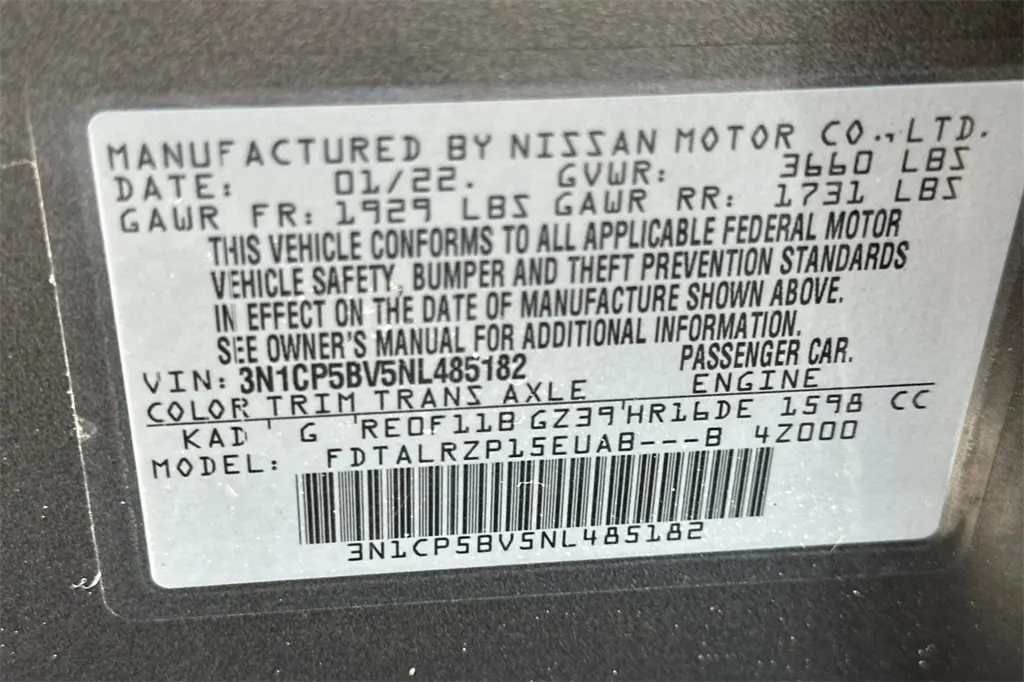 MANUFACTURED BY NISSAN MOTOR CO.,LTD.
DATE: 01/22. GVWR: 3660 LBS
GAWR FR: 1929 LBS GAWR RR: 1731 LBS
THIS VEHICLE CONFORMS TO ALL APPLICABLE FEDERAL MOTOR
VEHICLE SAFETY, BUMPER AND THEFT PREVENTION STANDARDS
IN EFFECT ON THE DATE OF MANUFACTURE SHOWN ABOVE.
SEE OWNER'S MANUAL FOR ADDITIONAL INFORMATION.
VIN: 3N1CP5BV5NL485182 PASSENGER CAR.
COLOR TRIM TRANS AXLE ENGINE
KAD G RE0F11B GZ39 HR16DE 1598 CC
MODEL: FDTALRZP15EUAB---B 4Z000
3N1CP5BV5NL485182